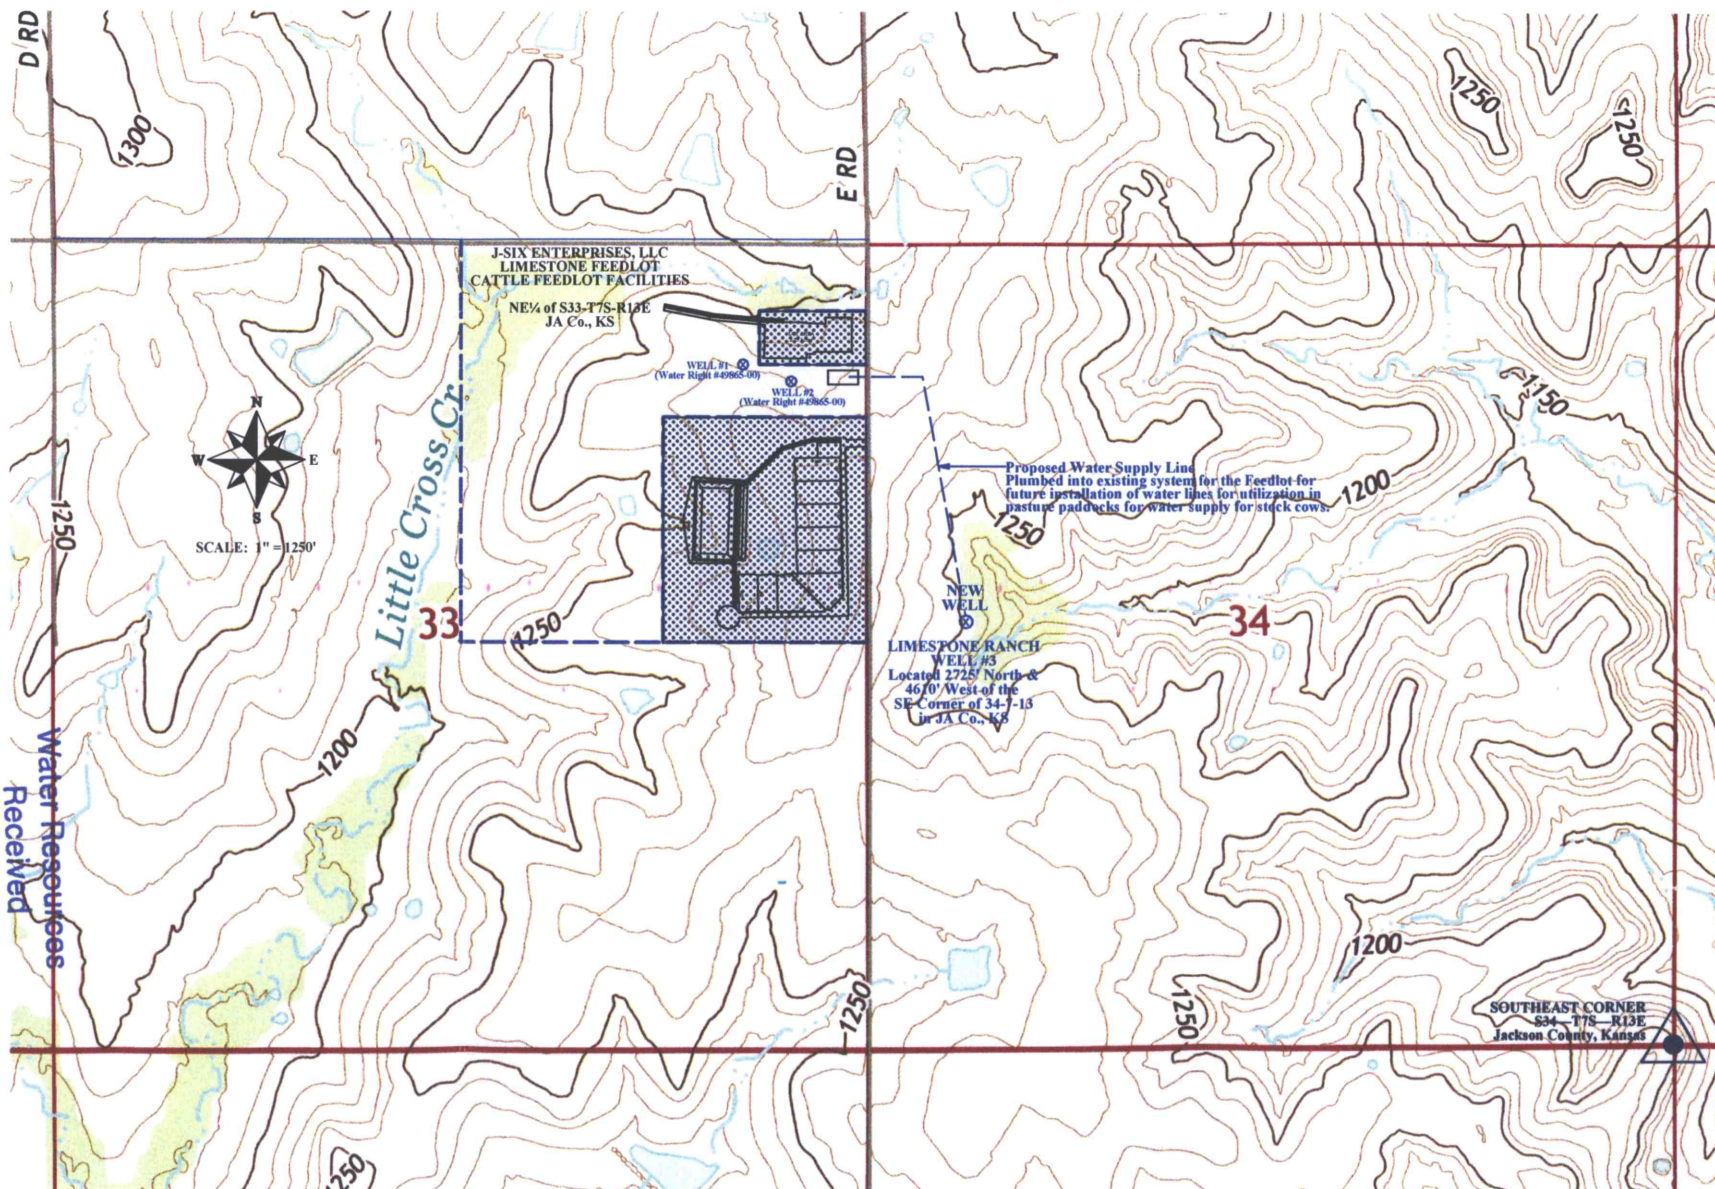 D RD
1300
1250
1250
E RD
J-SIX ENTERPRISES, LLC
LIMESTONE FEEDLOT
CATTLE FEEDLOT FACILITIES
NE¼ of S33-T7S-R13E
JA Co., KS
WELL #1
(Water Right #49865-00)
WELL #2
(Water Right #49865-00)
1150
N
W
E
S
SCALE: 1" = 1250'
Little Cross Cr
1250
Proposed Water Supply Line
Plumbed into existing system for the Feedlot for
future installation of water lines for utilization in
pasture paddocks for water supply for stock cows.
1200
1250
NEW
WELL
33
1250
34
LIMESTONE RANCH
WELL #3
Located 2725' North &
4610' West of the
SE Corner of 34-7-13
in JA Co., KS
1200
Water Resources
Received
1200
1250
1250
SOUTHEAST CORNER
S34—T7S—R13E
Jackson County, Kansas
1250